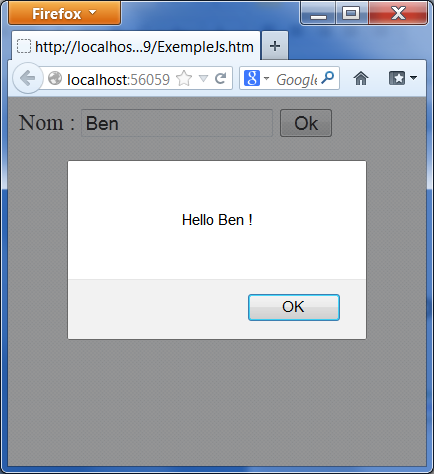 Firefox
http://localhos...9/ExempleJs.htm
localhost:56059
Google
Nom : Ben Ok
Hello Ben !
OK